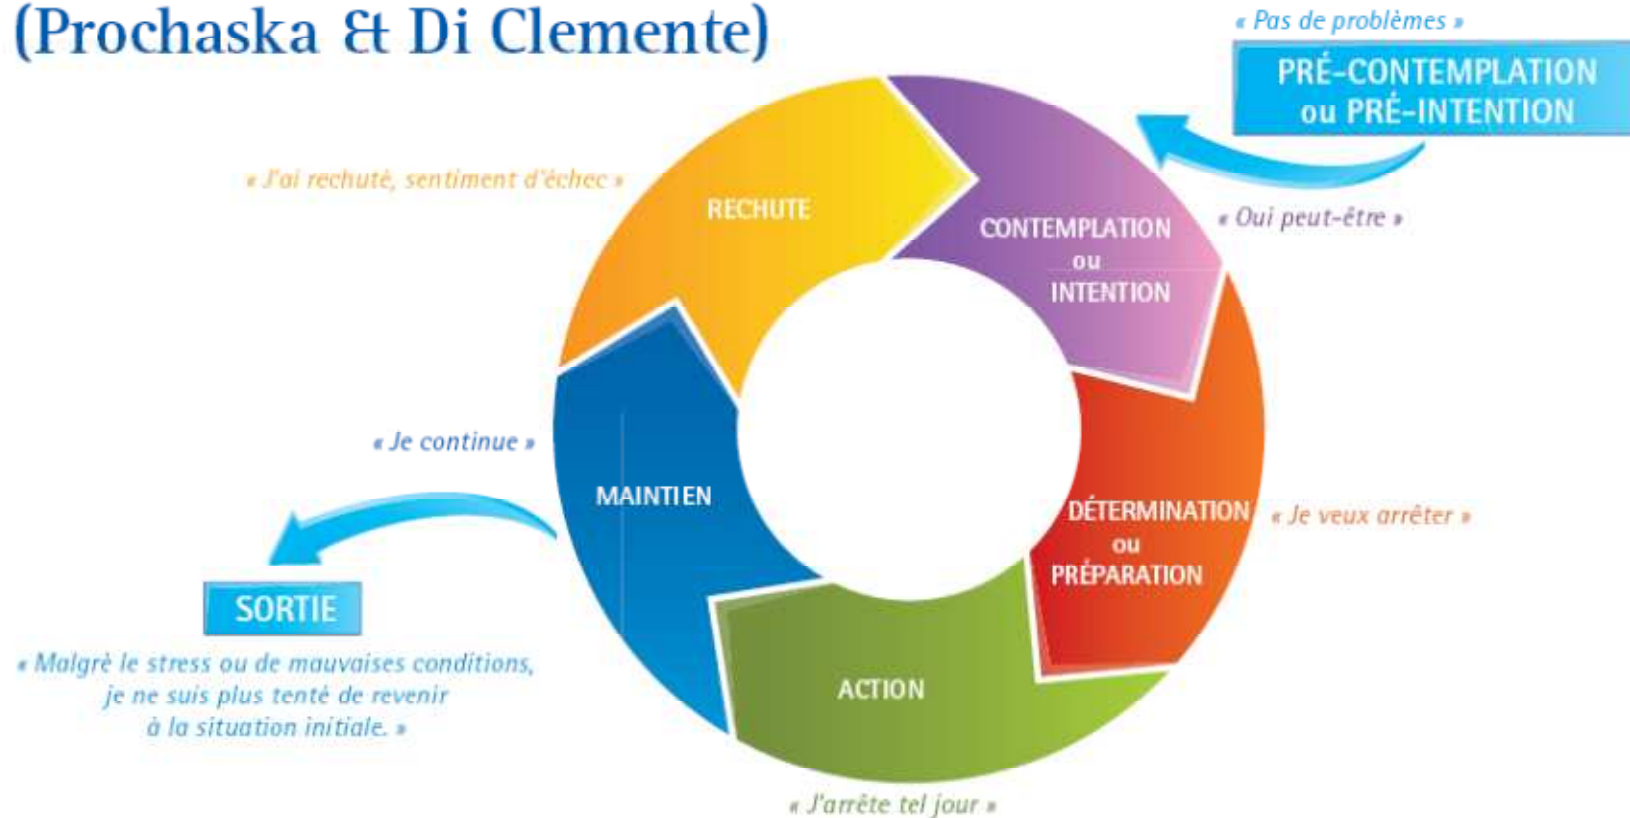 (Prochaska & Di Clemente)
« Pas de problèmes »
PRÉ-CONTEMPLATION
ou PRÉ-INTENTION
« J'ai rechuté, sentiment d'échec »
RECHUTE
« Oui peut-être »
CONTEMPLATION
ou
INTENTION
« Je continue »
MAINTIEN
DÉTERMINATION
ou
PRÉPARATION
« Je veux arrêter »
SORTIE
« Malgré le stress ou de mauvaises conditions,
je ne suis plus tenté de revenir
à la situation initiale. »
ACTION
« J'arrête tel jour »